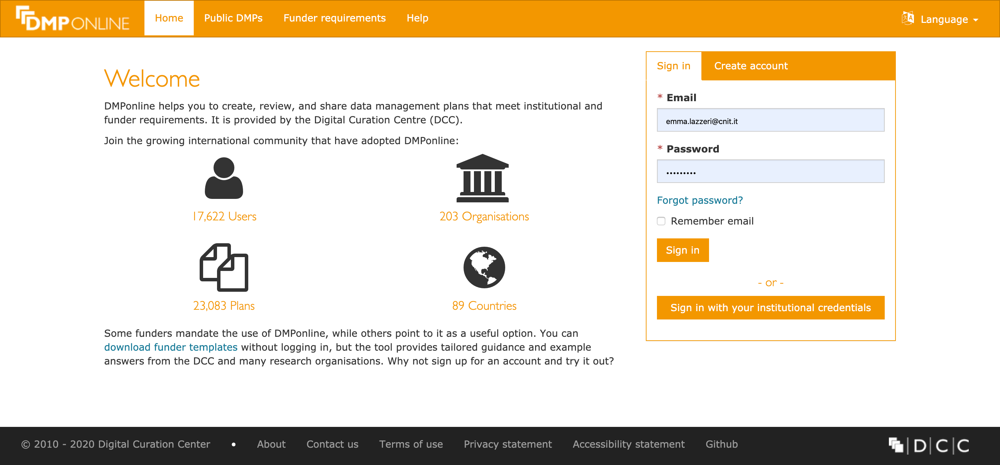 DMPONLINE
Home
Public DMPs
Funder requirements
Help
Language
Welcome
DMPonline helps you to create, review, and share data management plans that meet institutional and
funder requirements. It is provided by the Digital Curation Centre (DCC).
Join the growing international community that have adopted DMPonline:
17,622 Users
203 Organisations
23,083 Plans
89 Countries
Some funders mandate the use of DMPonline, while others point to it as a useful option. You can
download funder templates without logging in, but the tool provides tailored guidance and example
answers from the DCC and many research organisations. Why not sign up for an account and try it out?
Sign in
Create account
* Email
emma.lazzeri@cnit.it
* Password
•••••••••
Forgot password?
Remember email
Sign in
- or -
Sign in with your institutional credentials
© 2010 - 2020 Digital Curation Center • About Contact us Terms of use Privacy statement Accessibility statement Github
D|C|C